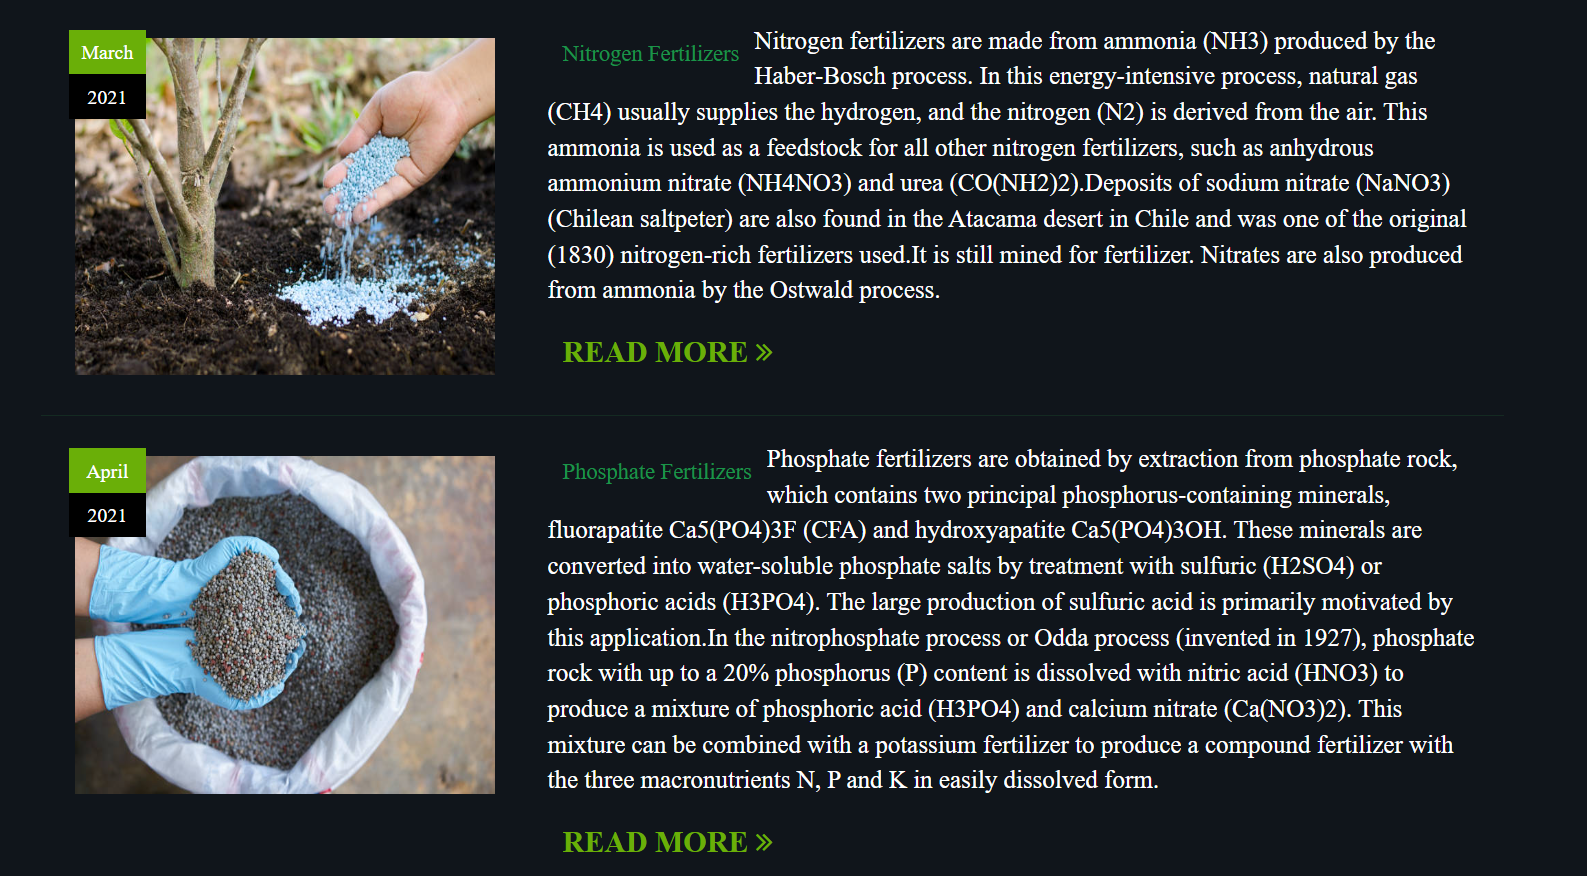 March
2021
Nitrogen Fertilizers
Nitrogen fertilizers are made from ammonia (NH3) produced by the
Haber-Bosch process. In this energy-intensive process, natural gas
(CH4) usually supplies the hydrogen, and the nitrogen (N2) is derived from the air. This
ammonia is used as a feedstock for all other nitrogen fertilizers, such as anhydrous
ammonium nitrate (NH4NO3) and urea (CO(NH2)2).Deposits of sodium nitrate (NaNO3)
(Chilean saltpeter) are also found in the Atacama desert in Chile and was one of the original
(1830) nitrogen-rich fertilizers used.It is still mined for fertilizer. Nitrates are also produced
from ammonia by the Ostwald process.
READ MORE »
April
2021
Phosphate Fertilizers
Phosphate fertilizers are obtained by extraction from phosphate rock,
which contains two principal phosphorus-containing minerals,
fluorapatite Ca5(PO4)3F (CFA) and hydroxyapatite Ca5(PO4)3OH. These minerals are
converted into water-soluble phosphate salts by treatment with sulfuric (H2SO4) or
phosphoric acids (H3PO4). The large production of sulfuric acid is primarily motivated by
this application.In the nitrophosphate process or Odda process (invented in 1927), phosphate
rock with up to a 20% phosphorus (P) content is dissolved with nitric acid (HNO3) to
produce a mixture of phosphoric acid (H3PO4) and calcium nitrate (Ca(NO3)2). This
mixture can be combined with a potassium fertilizer to produce a compound fertilizer with
the three macronutrients N, P and K in easily dissolved form.
READ MORE »